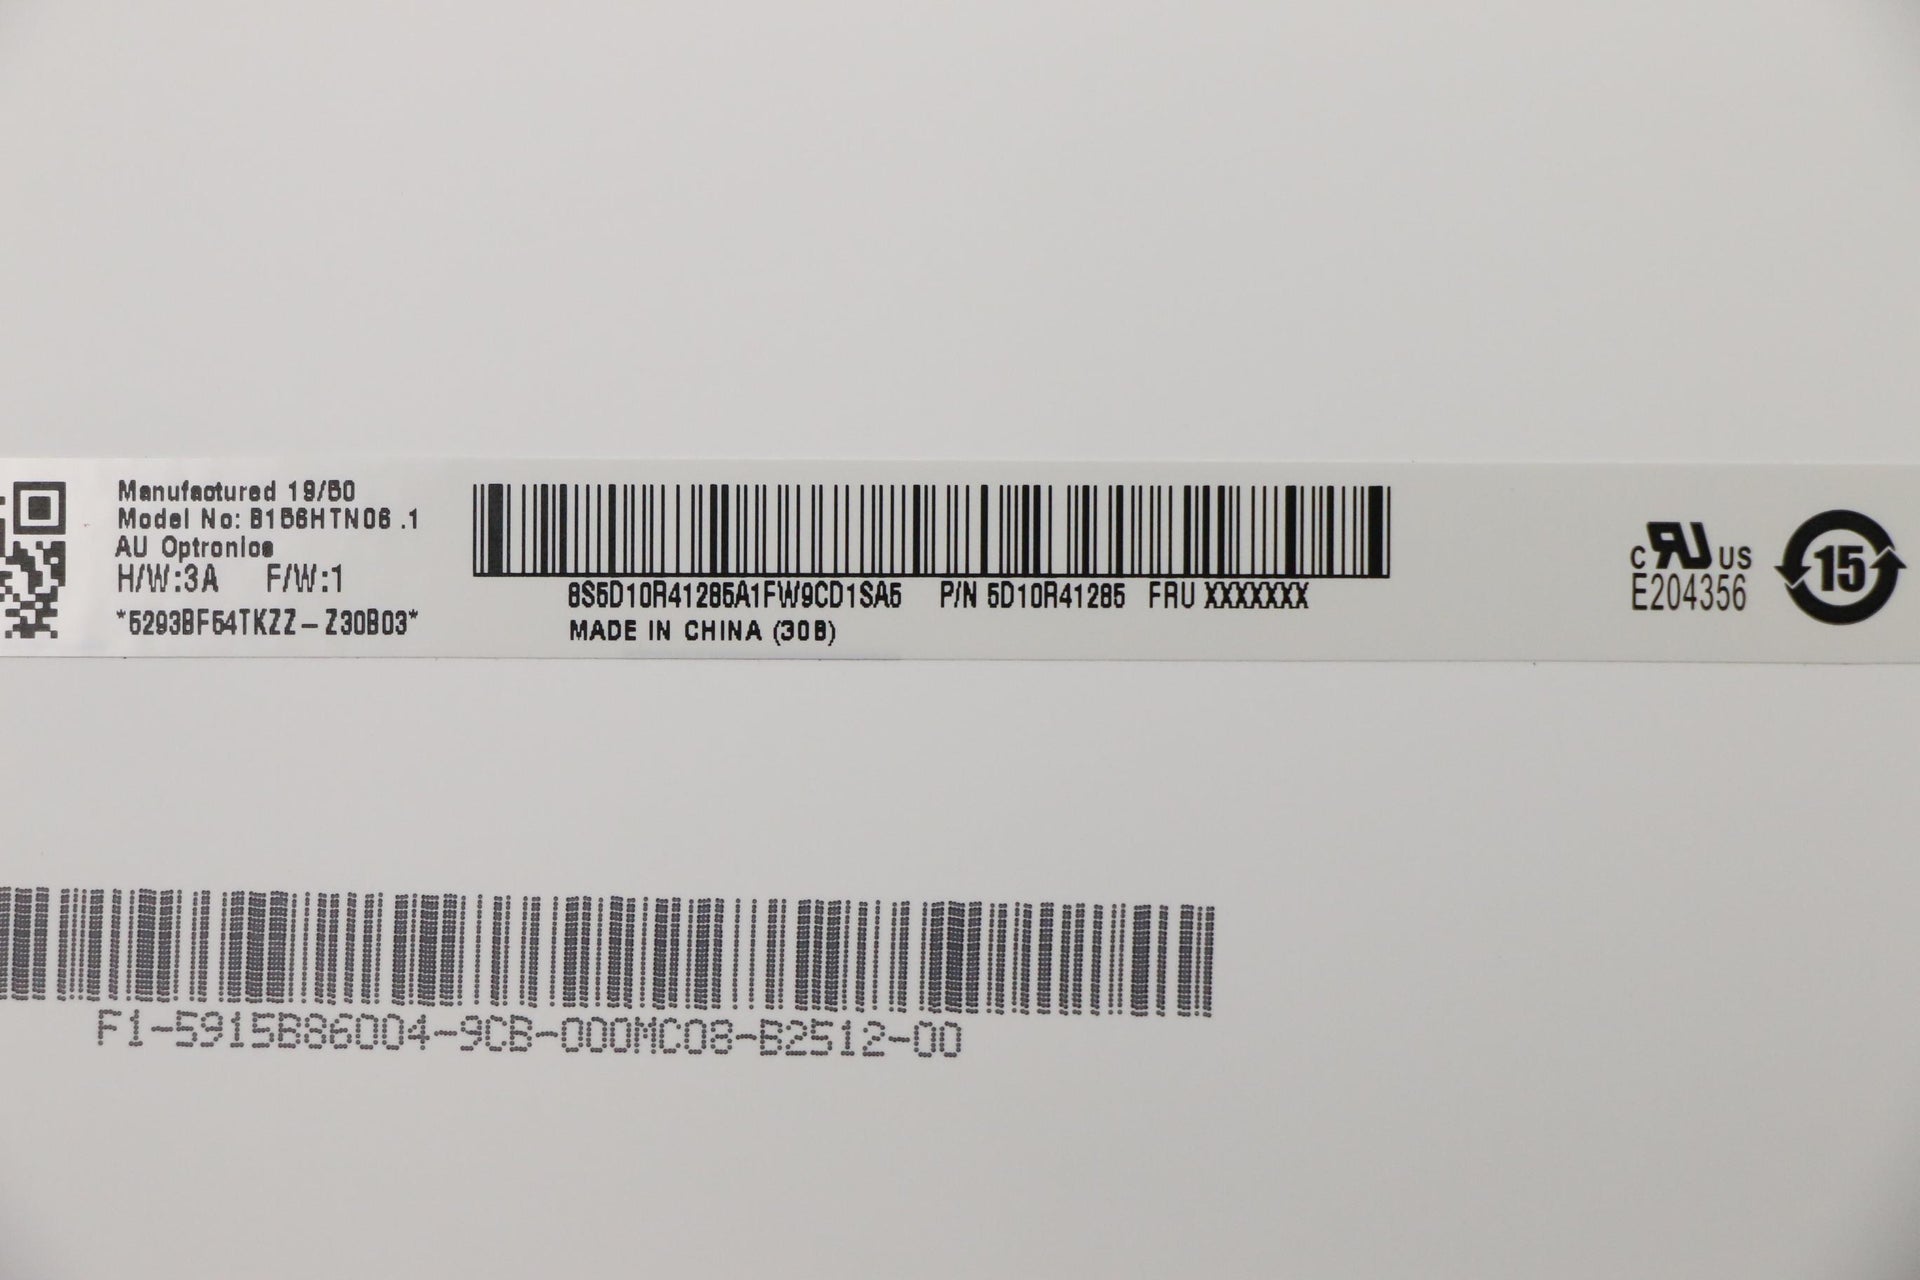 Manufactured 19/50
Model No: B156HTN06 .1
AU Optronics
H/W:3A F/W:1
*5293BF54TKZZ-Z30B03*
8S5D10R41285A1FW9CD1SA5 P/N 5D10R41285 FRU XXXXXXX
MADE IN CHINA (30B)
c RU US
E204356
15
F1-5915B86004-9CB-000MC08-B2512-00